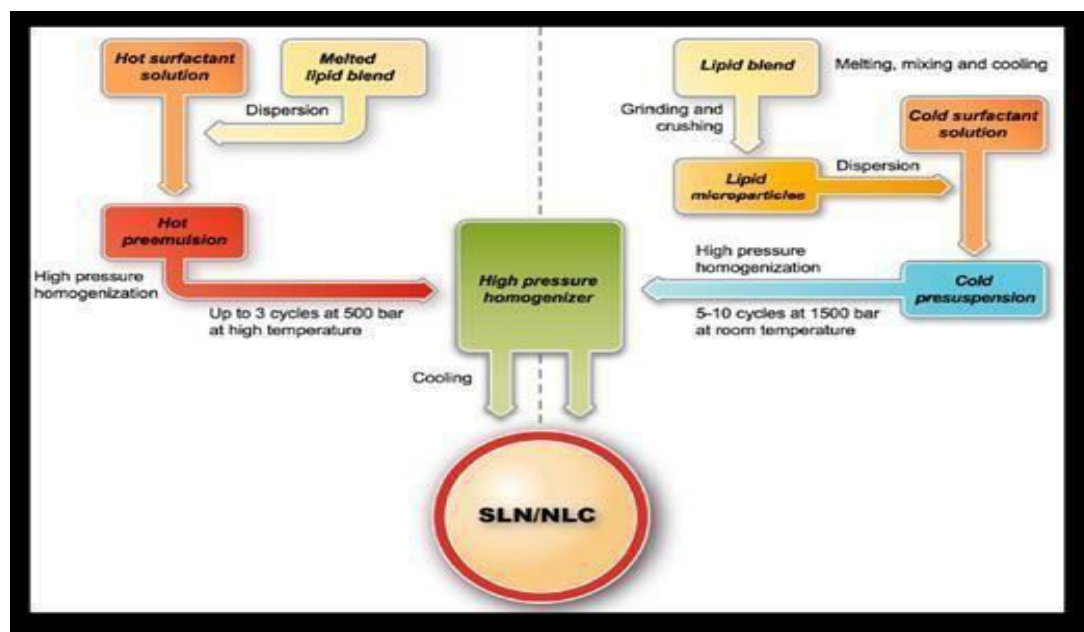 Hot surfactant
solution
Melted
lipid blend
Dispersion
Hot
preemulsion
High pressure
homogenization
Up to 3 cycles at 500 bar
at high temperature
Lipid blend
Melting, mixing and cooling
Grinding and
crushing
Cold surfactant
solution
Lipid
microparticles
Dispersion
High pressure
homogenization
Cold
presuspension
5-10 cycles at 1500 bar
at room temperature
High pressure
homogenizer
Cooling
SLN/NLC